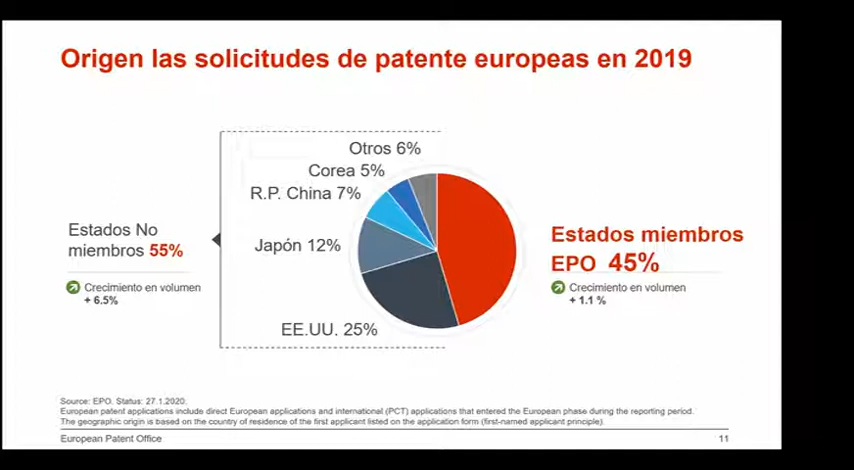 Origen las solicitudes de patente europeas en 2019
Otros 6%
Corea 5%
R.P. China 7%
Japón 12%
EE.UU. 25%
Estados No
miembros 55%
Crecimiento en volumen
+ 6.5%
Estados miembros
EPO 45%
Crecimiento en volumen
+ 1.1 %
Source: EPO. Status: 27.1.2020.
European patent applications include direct European applications and international (PCT) applications that entered the European phase during the reporting period.
The geographic origin is based on the country of residence of the first applicant listed on the application form (first-named applicant principle).
European Patent Office
11